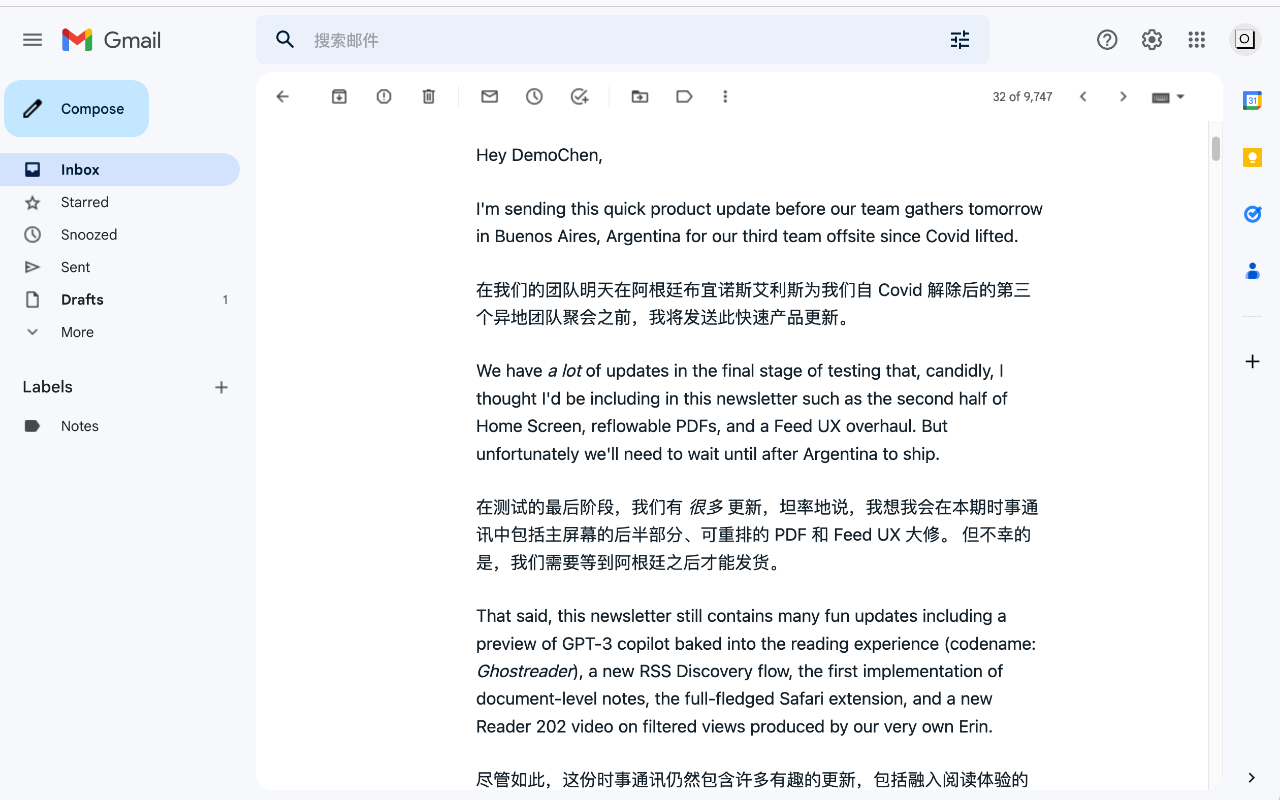 Gmail
搜索邮件
Compose
32 of 9,747
Inbox
Starred
Snoozed
Sent
Drafts 1
More
Labels
Notes
Hey DemoChen,
I'm sending this quick product update before our team gathers tomorrow
in Buenos Aires, Argentina for our third team offsite since Covid lifted.
在我们的团队明天在阿根廷布宜诺斯艾利斯为我们自 Covid 解除后的第三
个异地团队聚会之前，我将发送此快速产品更新。
We have a lot of updates in the final stage of testing that, candidly, I
thought I'd be including in this newsletter such as the second half of
Home Screen, reflowable PDFs, and a Feed UX overhaul. But
unfortunately we'll need to wait until after Argentina to ship.
在测试的最后阶段，我们有 很多 更新，坦率地说，我想我会在本期时事通
讯中包括主屏幕的后半部分、可重排的 PDF 和 Feed UX 大修。 但不幸的
是，我们需要等到阿根廷之后才能发货。
That said, this newsletter still contains many fun updates including a
preview of GPT-3 copilot baked into the reading experience (codename:
Ghostreader), a new RSS Discovery flow, the first implementation of
document-level notes, the full-fledged Safari extension, and a new
Reader 202 video on filtered views produced by our very own Erin.
尽管如此，这份时事通讯仍然包含许多有趣的更新，包括融入阅读体验的
31